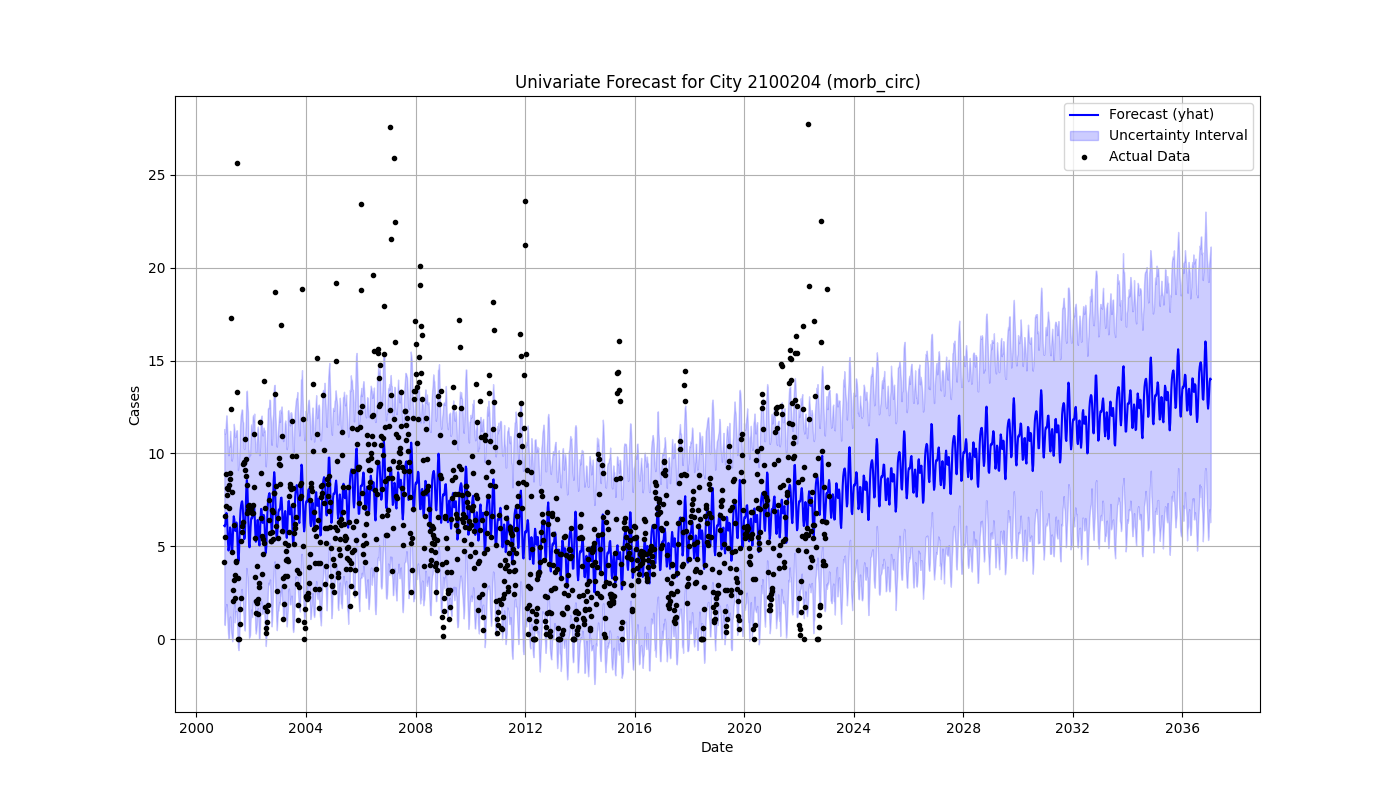 Univariate Forecast for City 2100204 (morb_circ)
Forecast (yhat)
Uncertainty Interval
Actual Data
Cases
25
20
15
10
5
0
2000 2004 2008 2012 2016 2020 2024 2028 2032 2036
Date